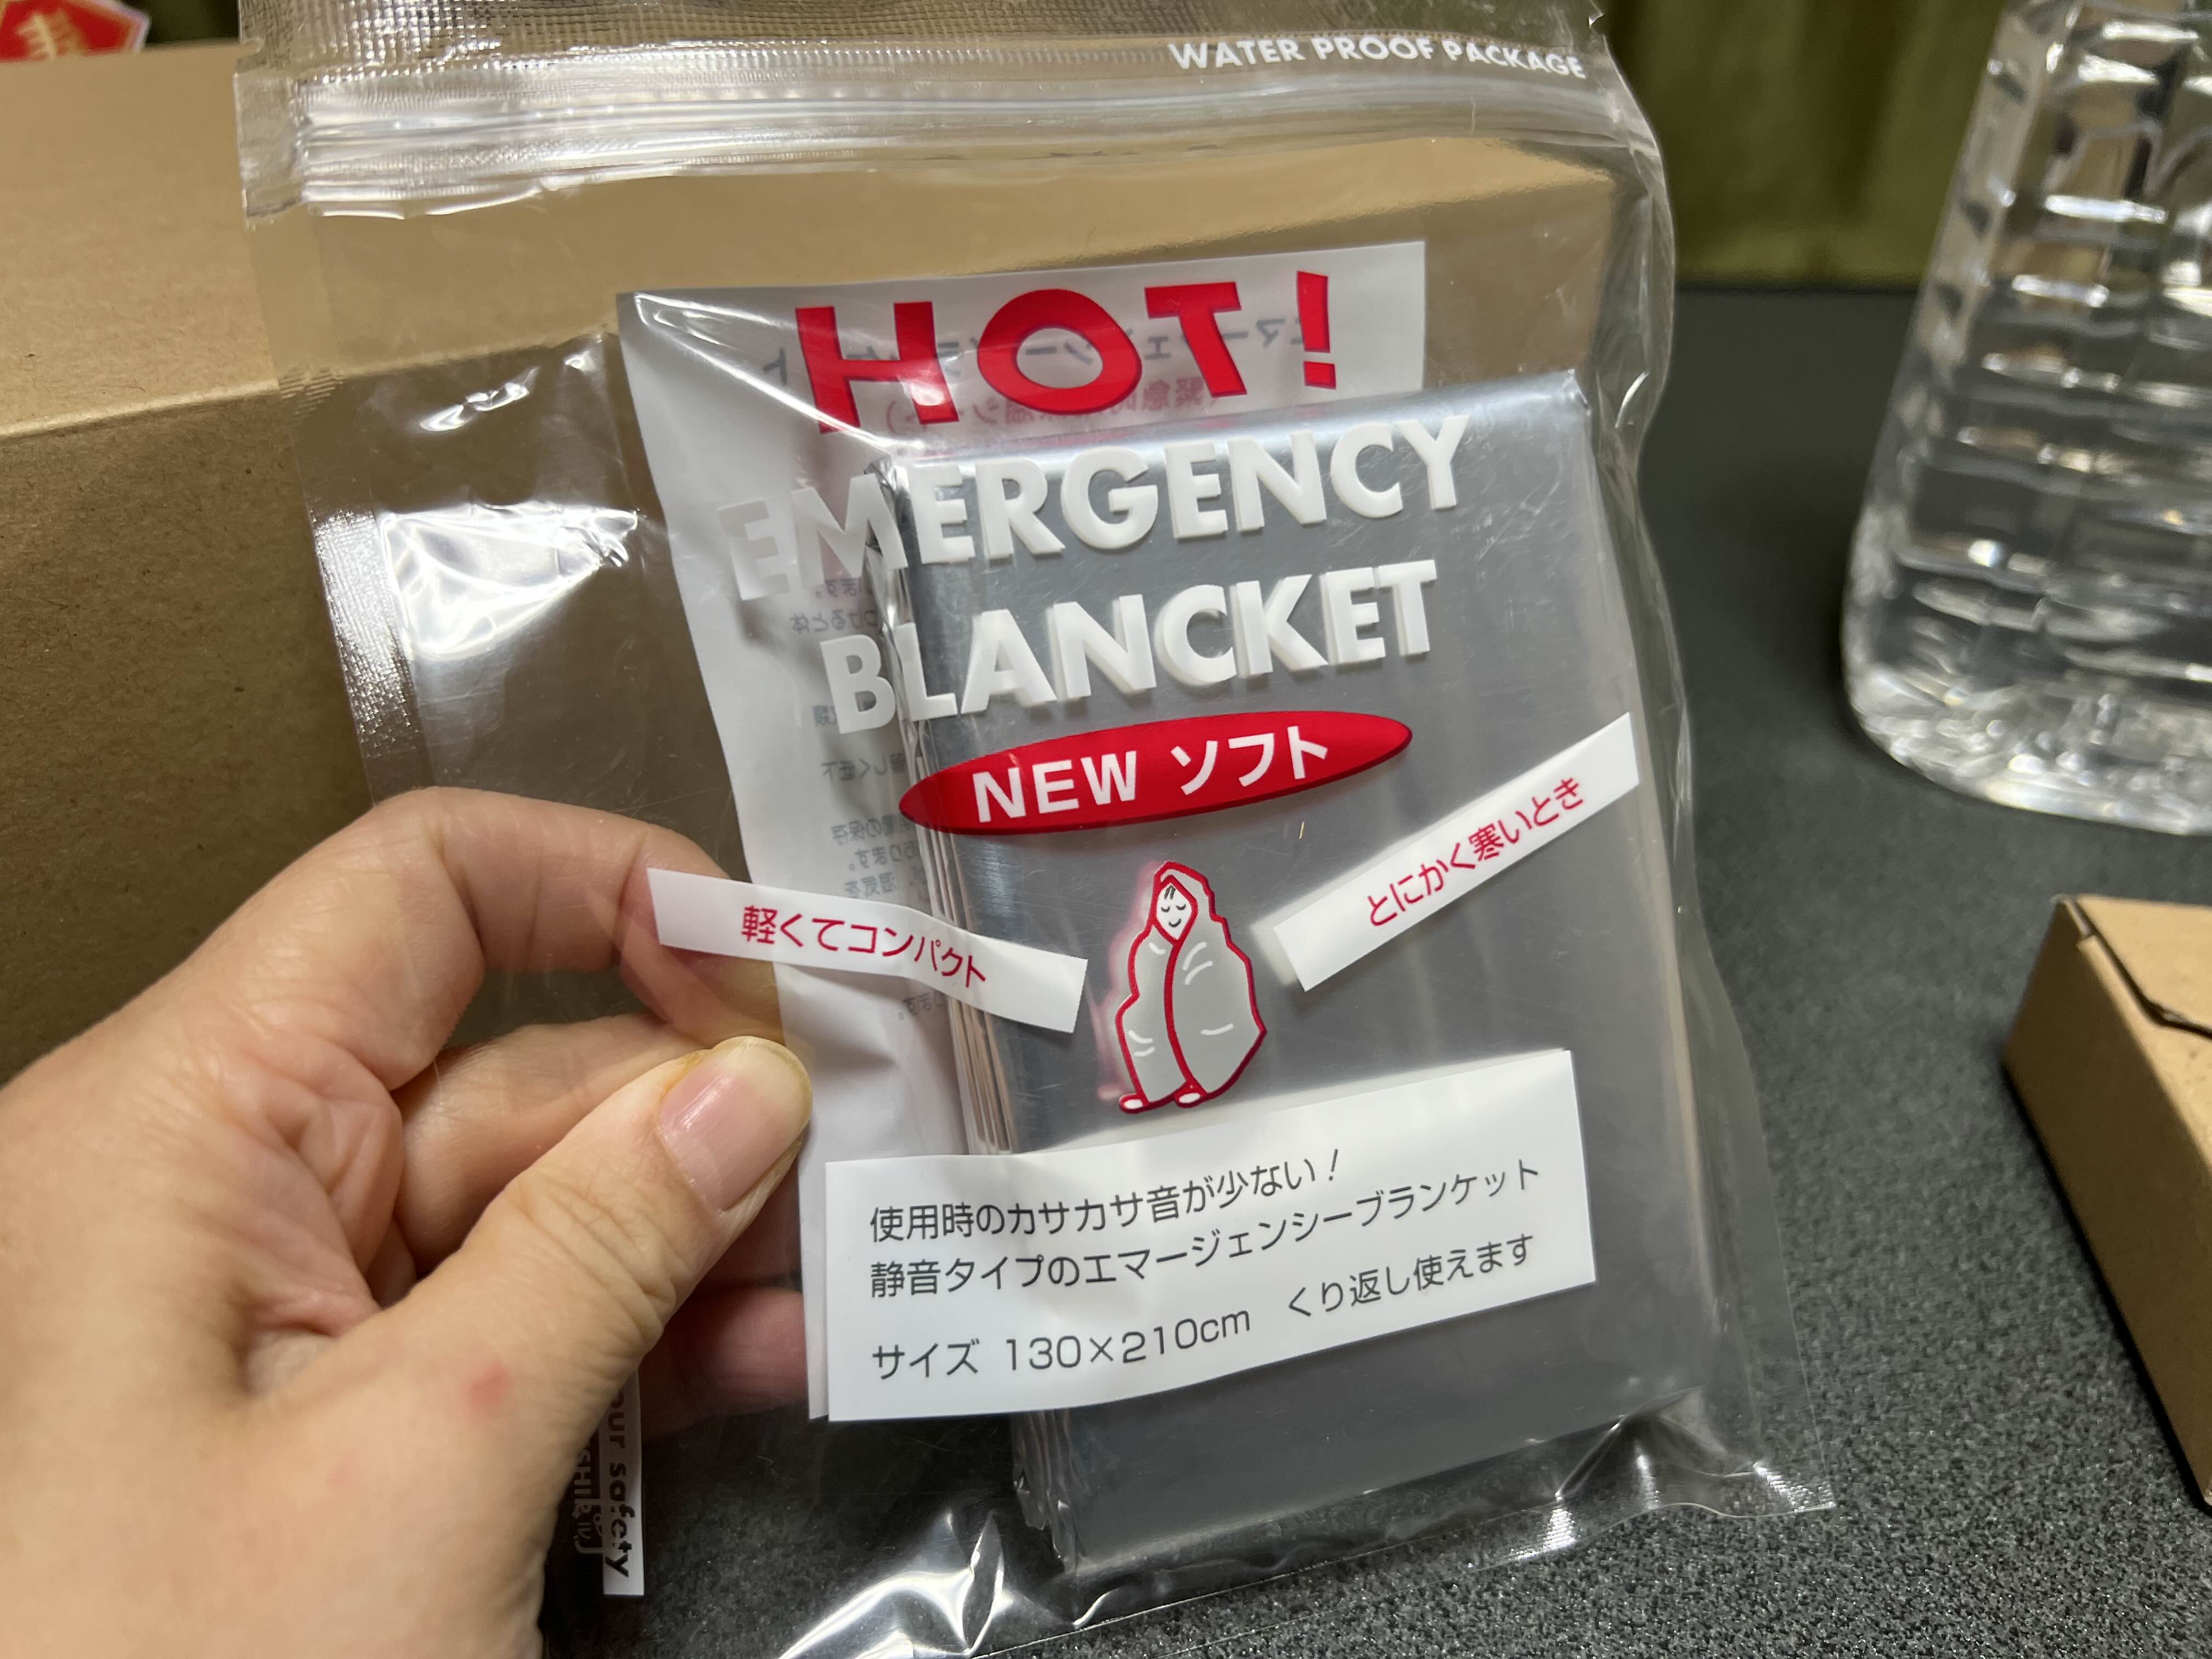 WATER PROOF PACKAGE
HOT!
EMERGENCY
BLANCKET
NEW ソフト
とにかく寒いとき
軽くてコンパクト
使用時のカサカサ音が少ない!
静音タイプのエマージェンシーブランケット
サイズ 130×210cm くり返し使えます
our safety